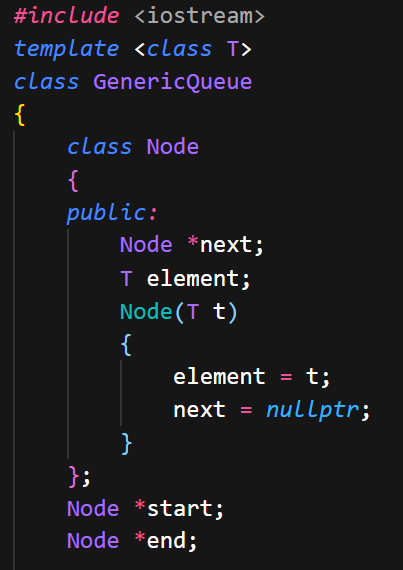 #include <iostream>
template <class T>
class GenericQueue
{
    class Node
    {
    public:
        Node *next;
        T element;
        Node(T t)
        {
            element = t;
            next = nullptr;
        }
    };
    Node *start;
    Node *end;